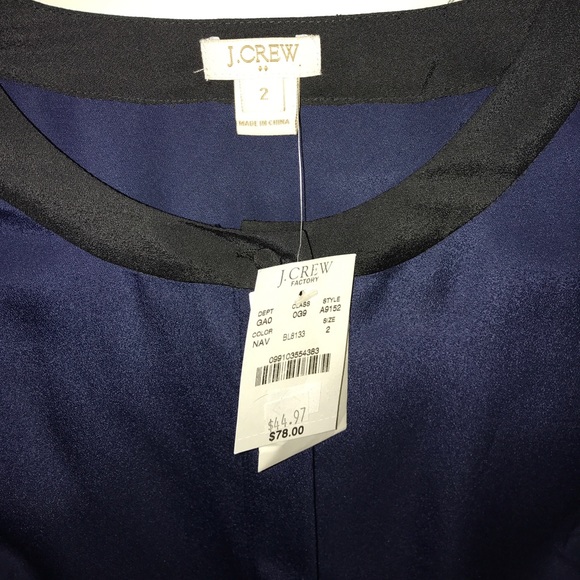 J.CREW
2
MADE IN CHINA
J.CREW
FACTORY
DEPT CLASS STYLE
GA0 0G9 A9152
COLOR SIZE
NAV BL8133 2
099103554383
$44.97
$78.00